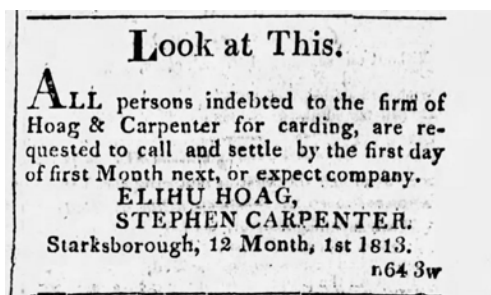 Look at This.
ALL persons indebted to the firm of
Hoag & Carpenter for carding, are re-
quested to call and settle by the first day
of first Month next, or expect company.
ELIHU HOAG,
STEPHEN CARPENTER.
Starksborough, 12 Month, 1st 1813.
n64 3w